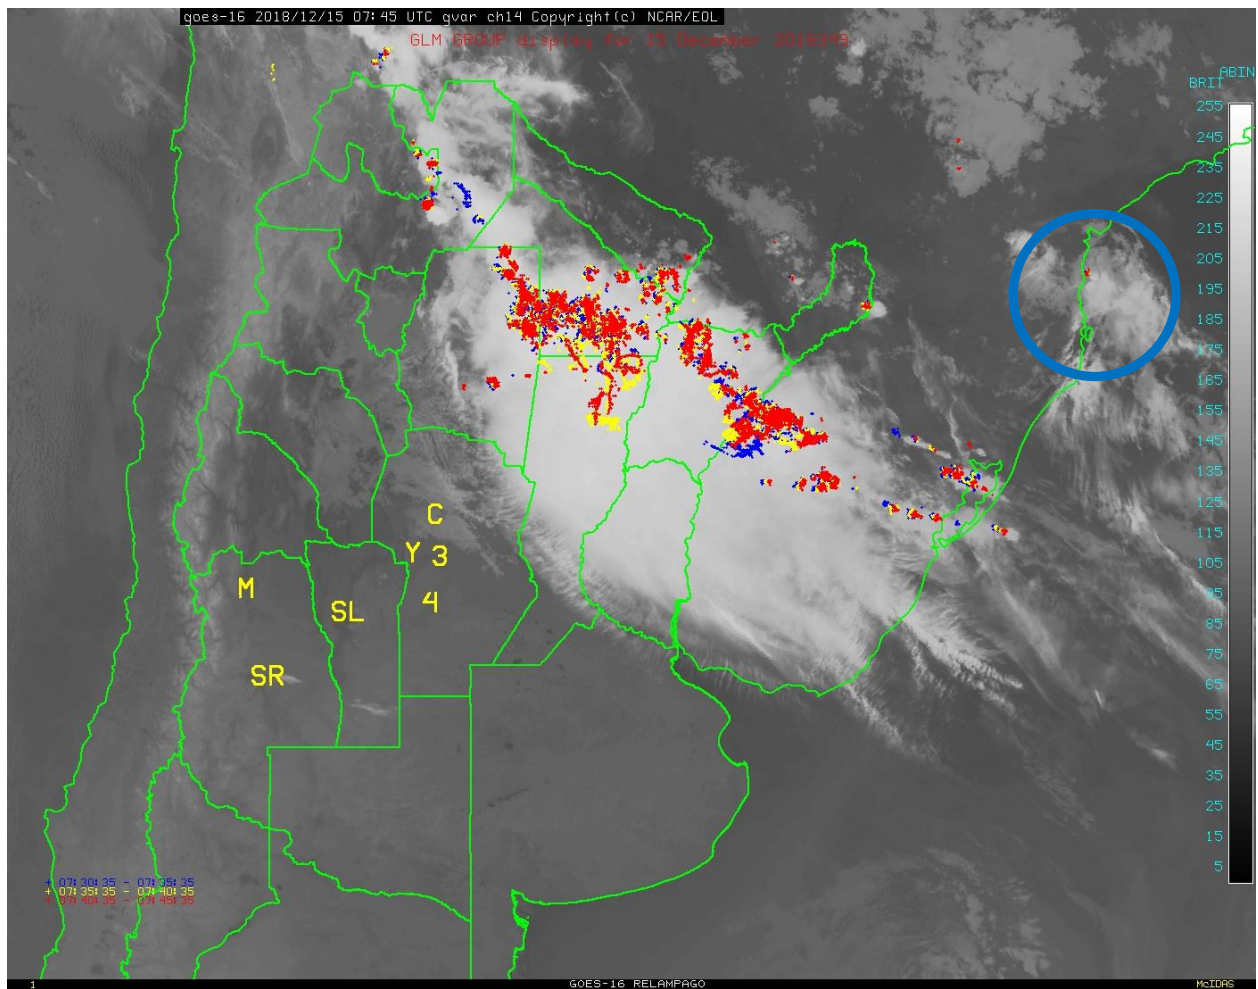 goes-16 2018/12/15 07:45 UTC gvar ch14 Copyright(c) NCAR/EOL
GLM GROUP display for 15 December
ABIN
BRIT
255
245
235
225
215
205
195
185
175
165
155
145
135
125
115
105
95
85
75
65
55
45
35
25
15
5
C
Y 3
M
4
SL
SR
+ 07:30:35 - 07:35:35
+ 07:35:35 - 07:40:35
+ 07:40:35 - 07:45:35
1 GOES-16 RELAMPAGO McIDAS